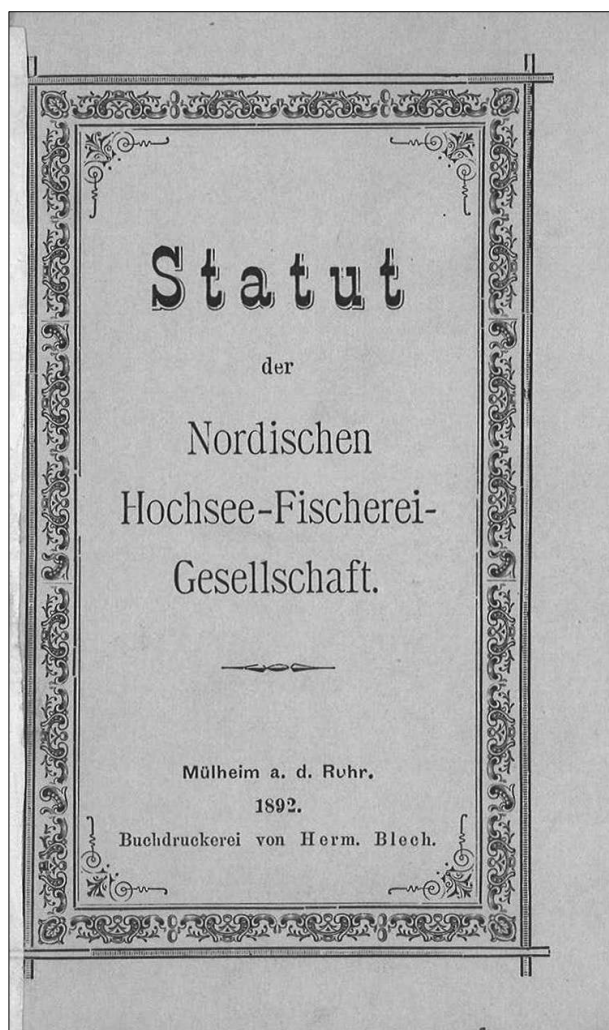 Statut
der
Nordischen
Hochsee-Fischerei-
Gesellschaft.
Mülheim a. d. Ruhr.
1892.
Buchdruckerei von Herm. Blech.